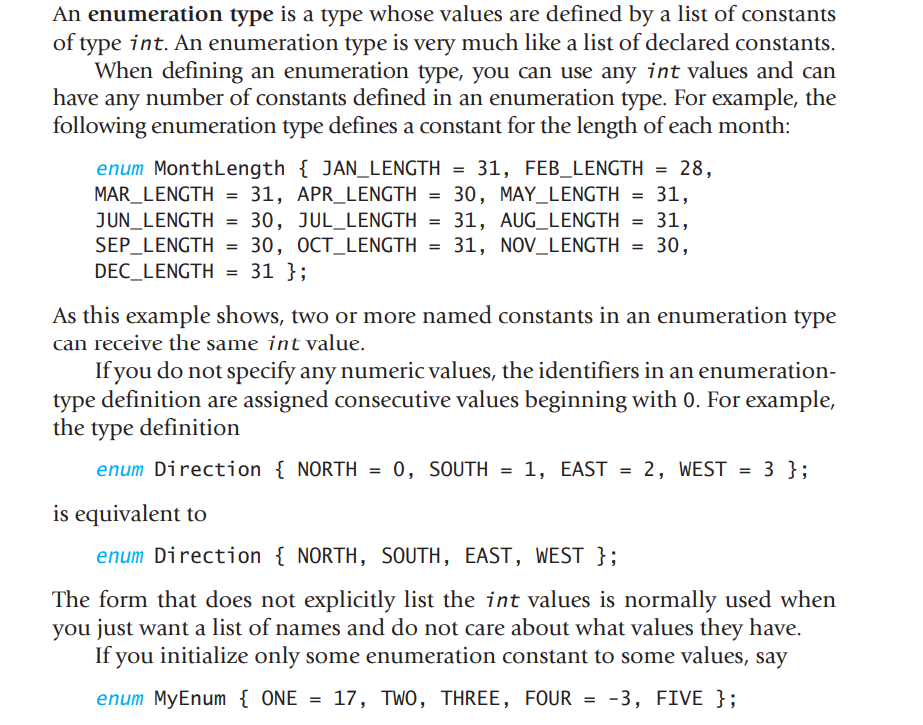 An enumeration type is a type whose values are defined by a list of constants
of type int. An enumeration type is very much like a list of declared constants.
When defining an enumeration type, you can use any int values and can
have any number of constants defined in an enumeration type. For example, the
following enumeration type defines a constant for the length of each month:
enum MonthLength { JAN_LENGTH = 31, FEB_LENGTH = 28,
MAR_LENGTH = 31, APR_LENGTH = 30, MAY_LENGTH = 31,
JUN_LENGTH = 30, JUL_LENGTH = 31, AUG_LENGTH = 31,
SEP_LENGTH = 30, OCT_LENGTH = 31, NOV_LENGTH = 30,
DEC_LENGTH = 31 };
As this example shows, two or more named constants in an enumeration type
can receive the same int value.
If you do not specify any numeric values, the identifiers in an enumeration-
type definition are assigned consecutive values beginning with 0. For example,
the type definition
enum Direction { NORTH = 0, SOUTH = 1, EAST = 2, WEST = 3 };
is equivalent to
enum Direction { NORTH, SOUTH, EAST, WEST };
The form that does not explicitly list the int values is normally used when
you just want a list of names and do not care about what values they have.
If you initialize only some enumeration constant to some values, say
enum MyEnum { ONE = 17, TWO, THREE, FOUR = -3, FIVE };